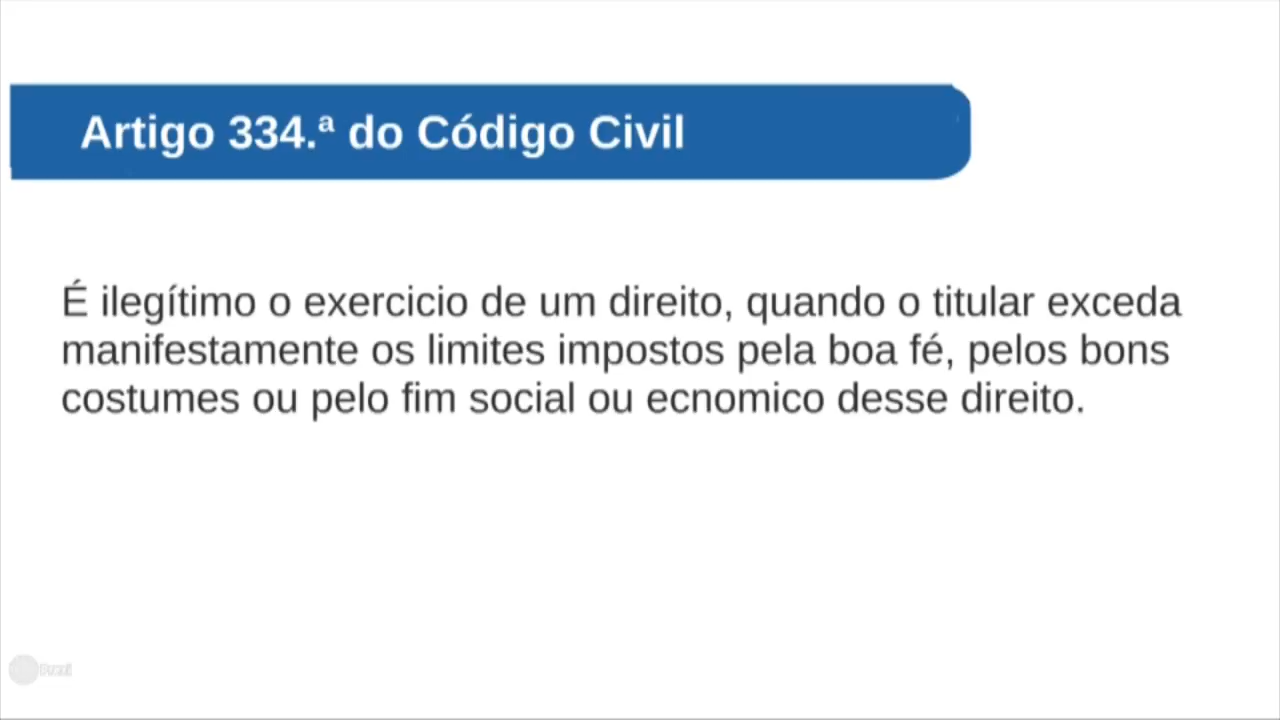 Artigo 334.ª do Código Civil
É ilegítimo o exercicio de um direito, quando o titular exceda
manifestamente os limites impostos pela boa fé, pelos bons
costumes ou pelo fim social ou ecnomico desse direito.